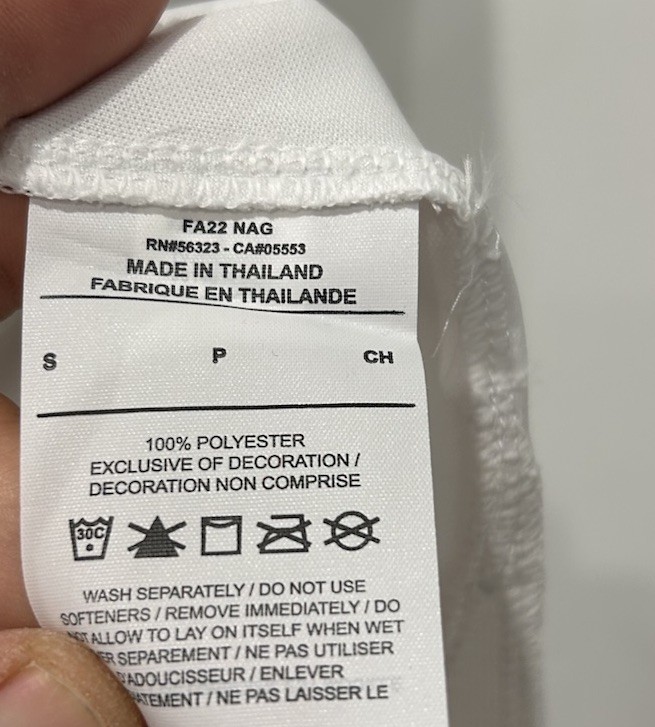 FA22 NAG
RN#56323 - CA#05553
MADE IN THAILAND
FABRIQUE EN THAILANDE
S P CH
100% POLYESTER
EXCLUSIVE OF DECORATION /
DECORATION NON COMPRISE
30C
WASH SEPARATELY / DO NOT USE
SOFTENERS / REMOVE IMMEDIATELY / DO
ALLOW TO LAY ON ITSELF WHEN WET
SEPAREMENT / NE PAS UTILISER
D'ADOUCISSEUR / ENLEVER
/ NE PAS LAISSER LE